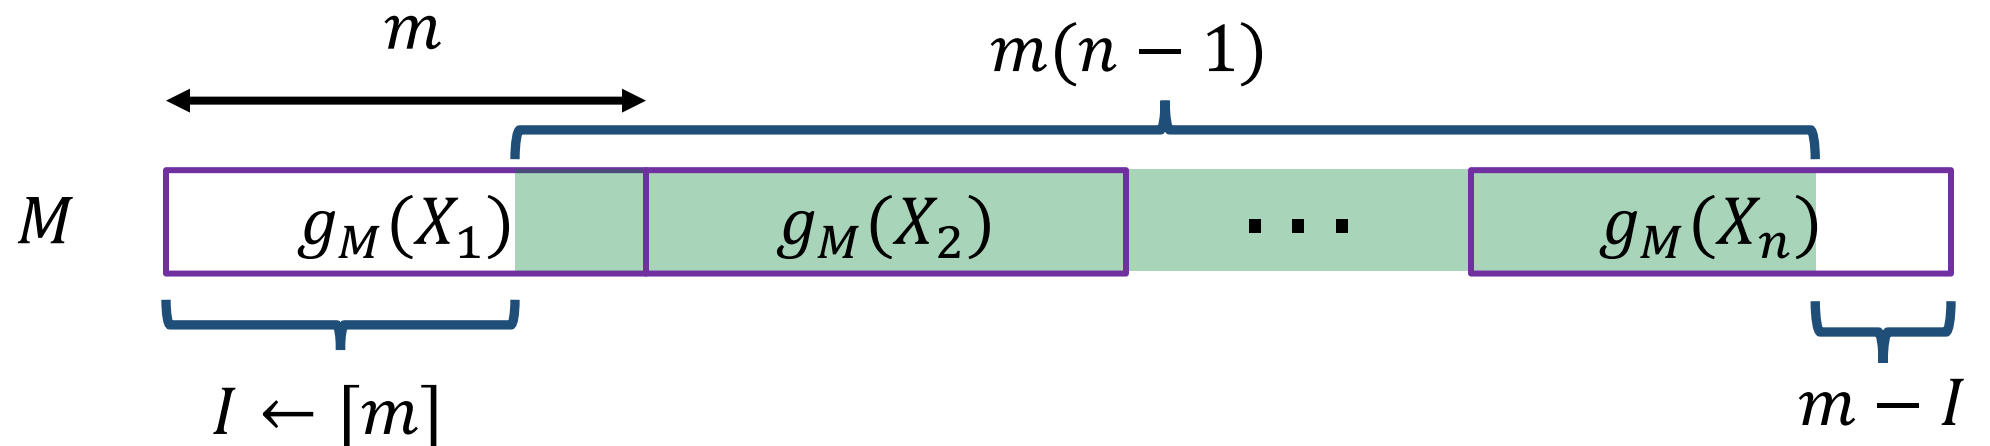 m
m(n − 1)
M g_M(X_1) g_M(X_2) ⋯ g_M(X_n)
I ← ⌈m⌉
m − I